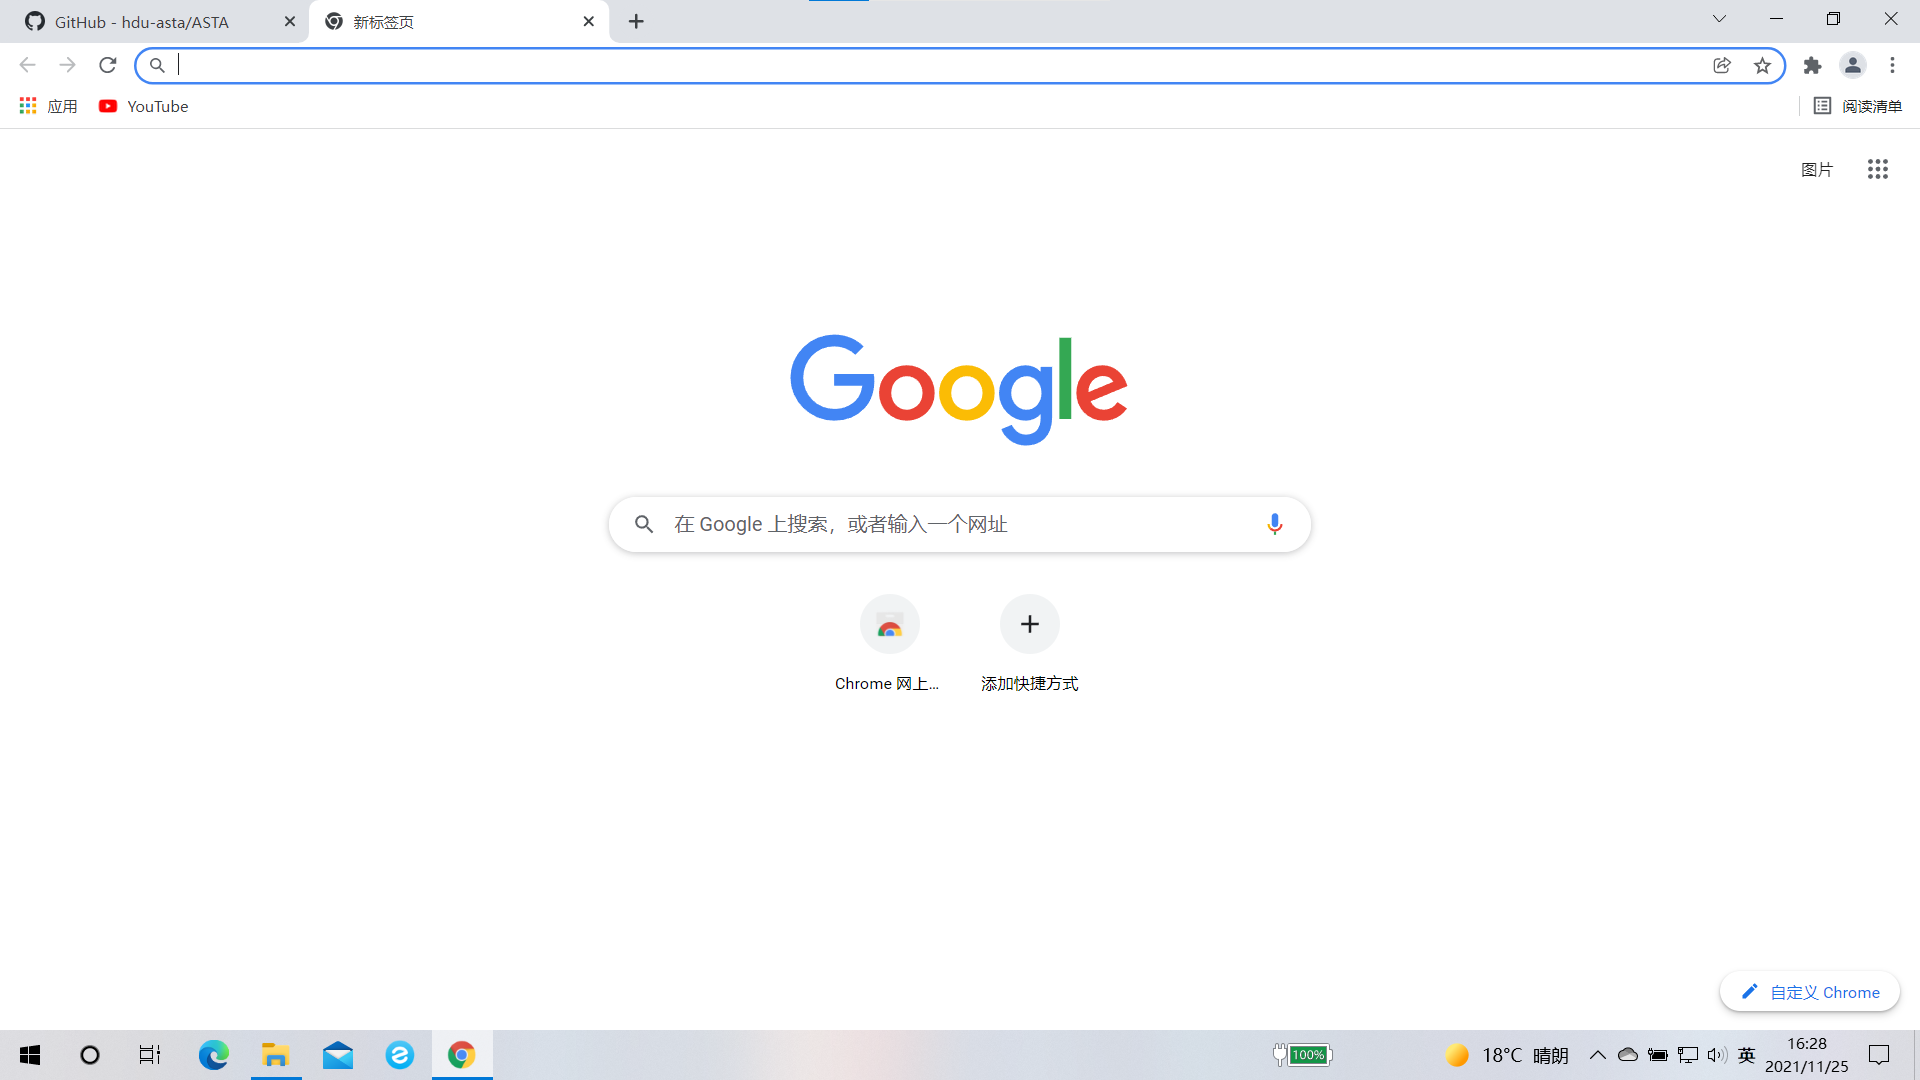 GitHub - hdu-asta/ASTA
新标签页
应用
YouTube
阅读清单
图片
Google
在 Google 上搜索，或者输入一个网址
Chrome 网上...
添加快捷方式
自定义 Chrome
100%
18°C 晴朗
英
16:28
2021/11/25